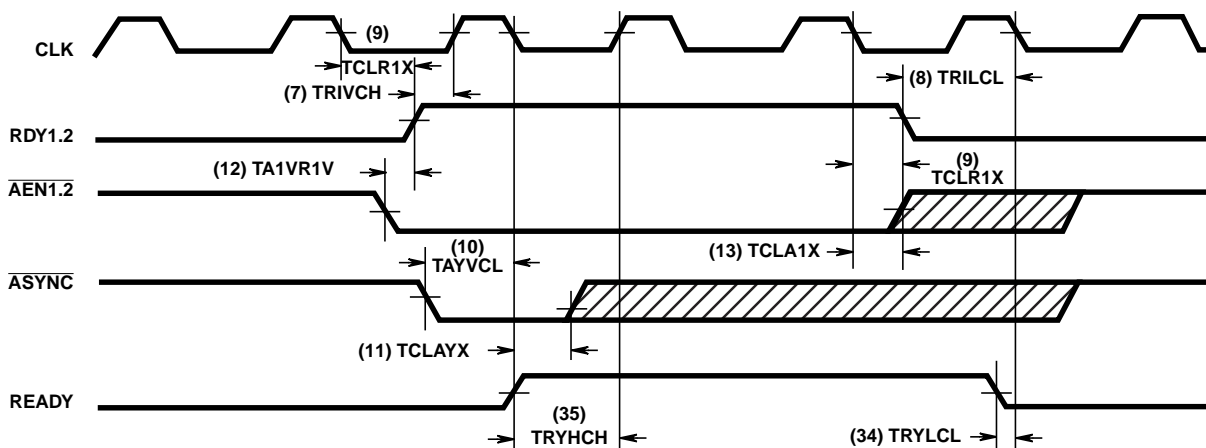 CLK
(9)
TCLR1X
(7) TRIVCH
(8) TRILCL
RDY1.2
(12) TA1VR1V
(9)
TCLR1X
AEN1.2
(13) TCLA1X
(10)
TAYVCL
ASYNC
(11) TCLAYX
READY
(35)
TRYHCH
(34) TRYLCL